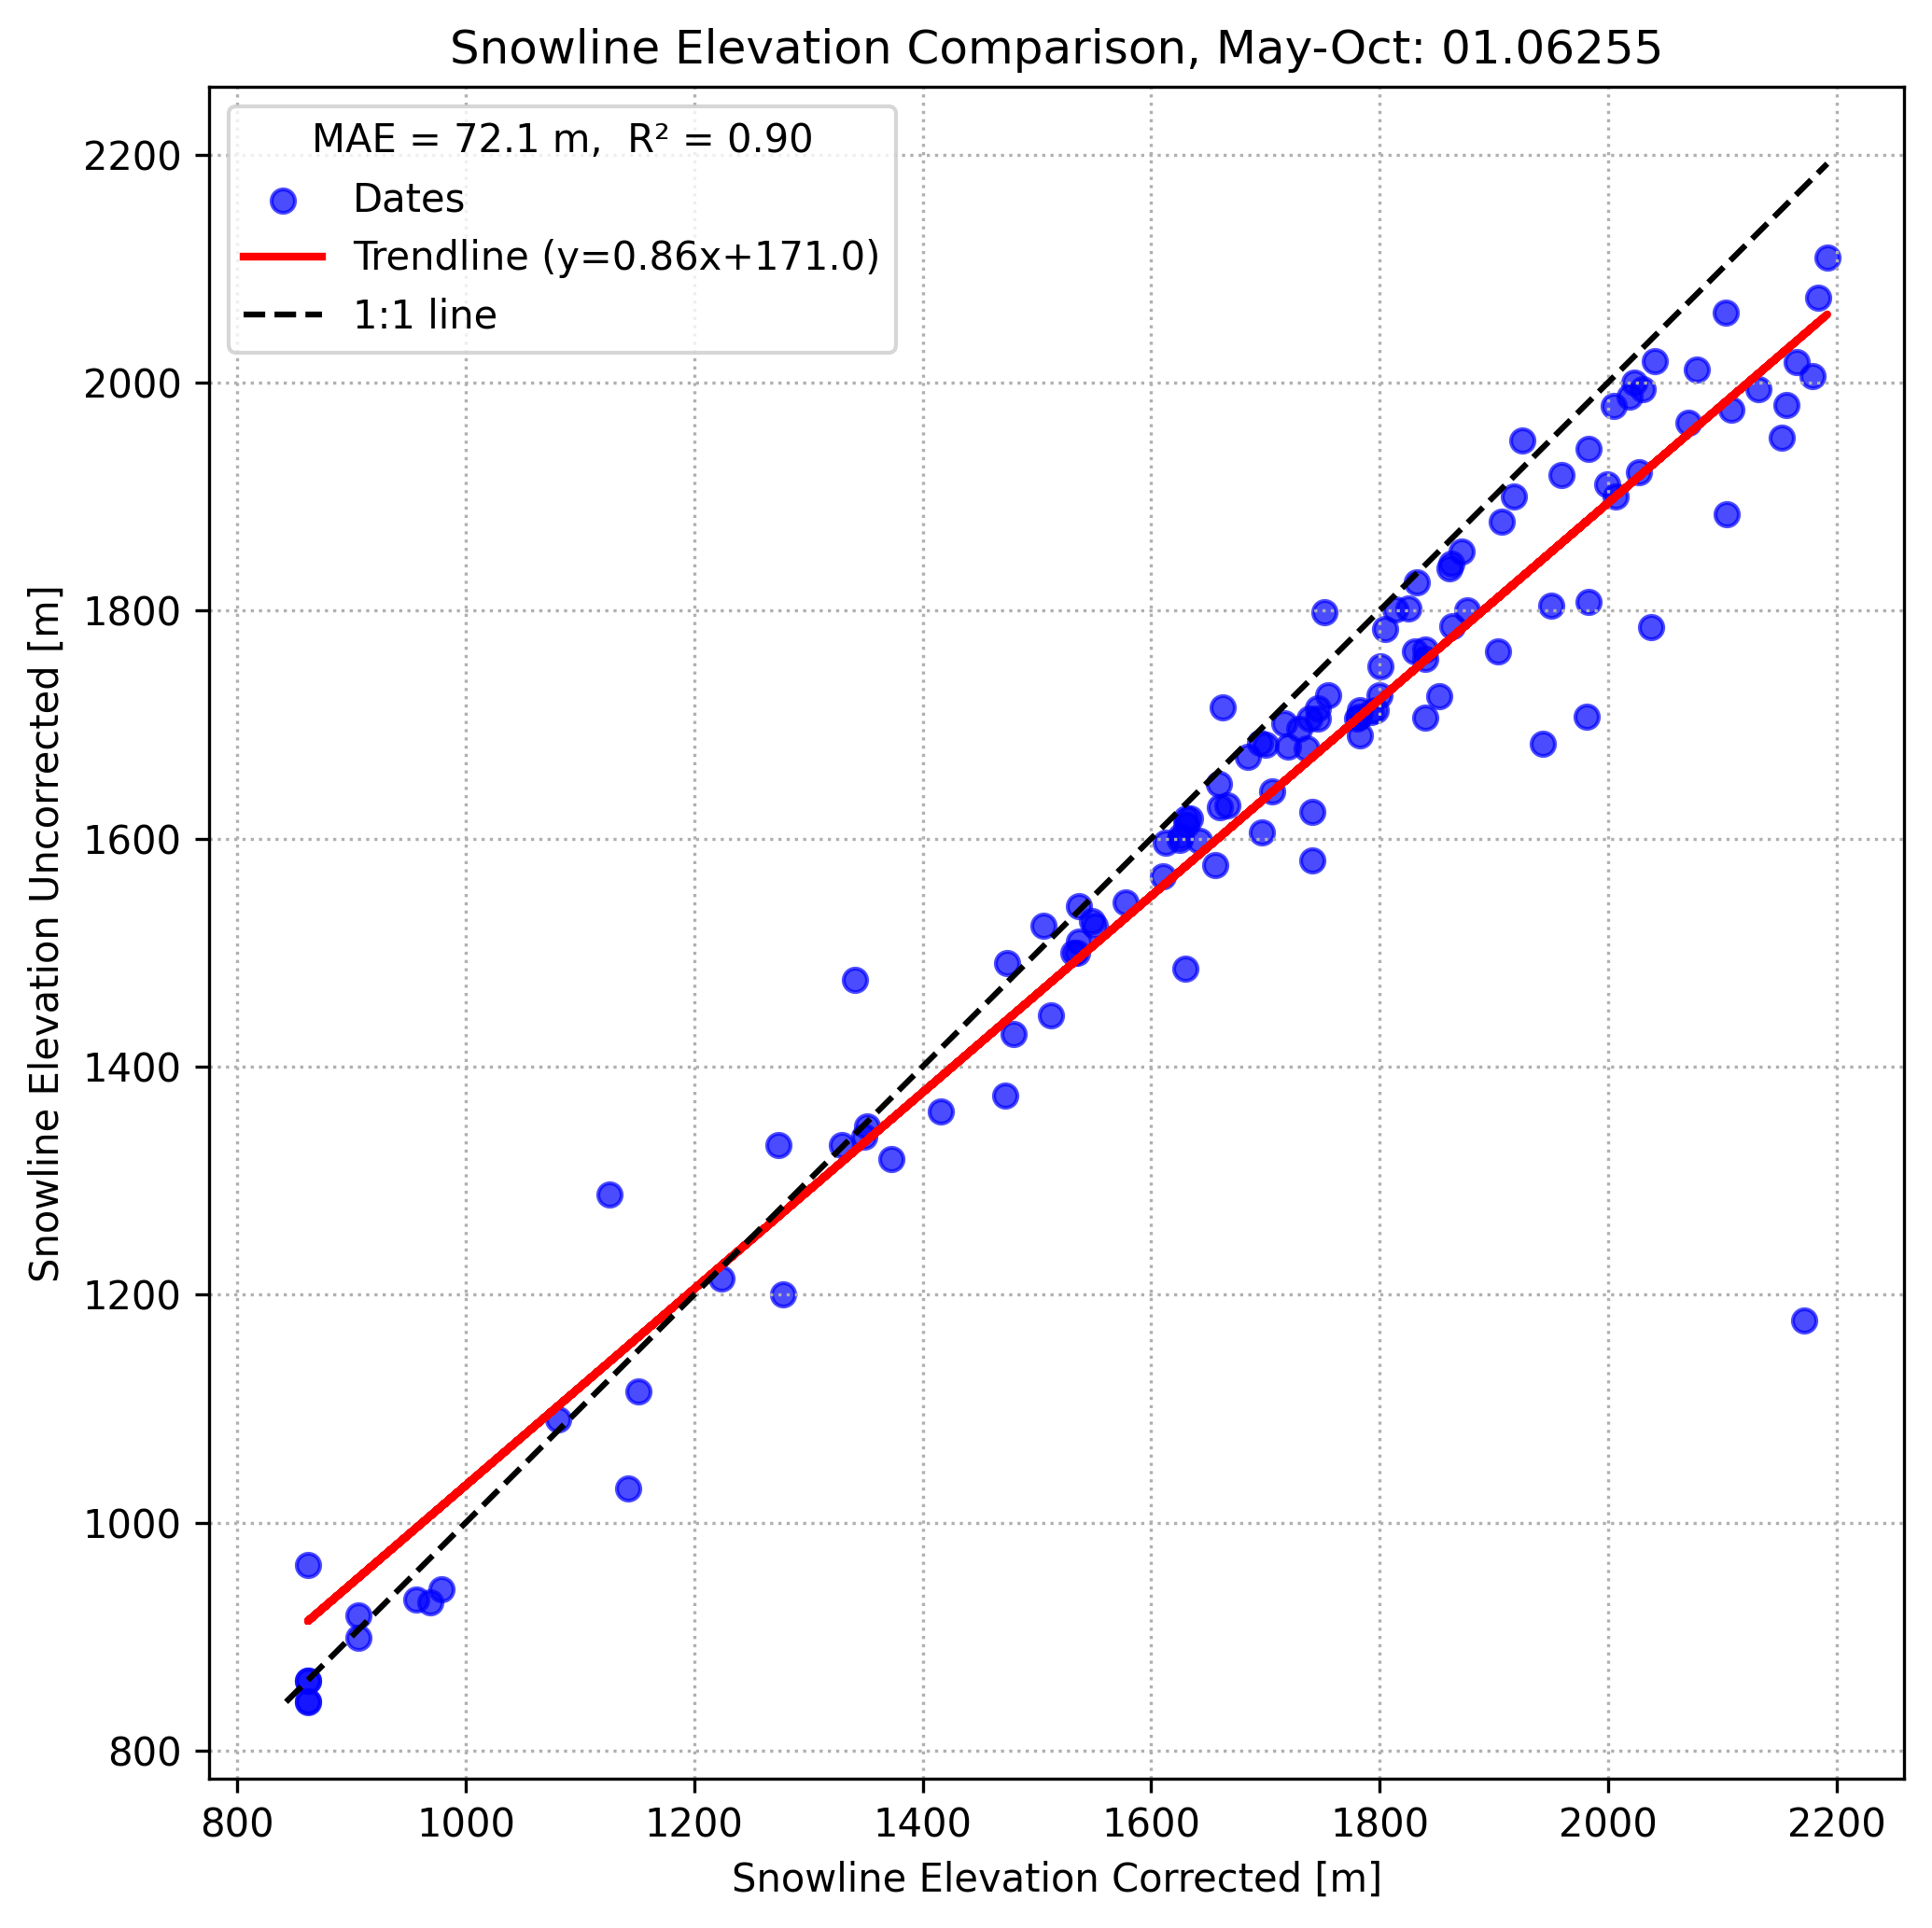 Snowline Elevation Comparison, May-Oct: 01.06255
MAE = 72.1 m,  R² = 0.90
Dates
Trendline (y=0.86x+171.0)
1:1 line
Snowline Elevation Uncorrected [m]
2200
2000
1800
1600
1400
1200
1000
800
800 1000 1200 1400 1600 1800 2000 2200
Snowline Elevation Corrected [m]